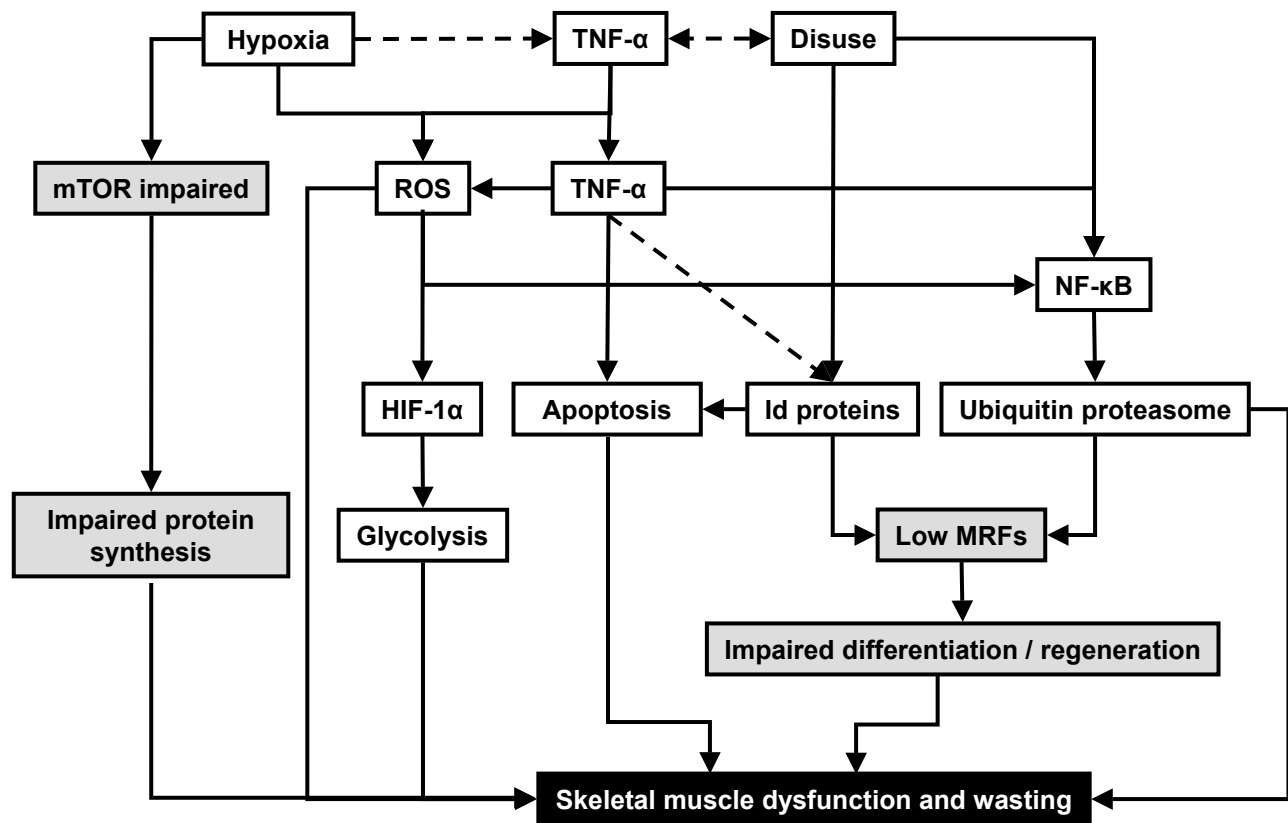 Hypoxia
TNF-α
Disuse
mTOR impaired
ROS
TNF-α
NF-κB
HIF-1α
Apoptosis
Id proteins
Ubiquitin proteasome
Impaired protein
synthesis
Glycolysis
Low MRFs
Impaired differentiation / regeneration
Skeletal muscle dysfunction and wasting